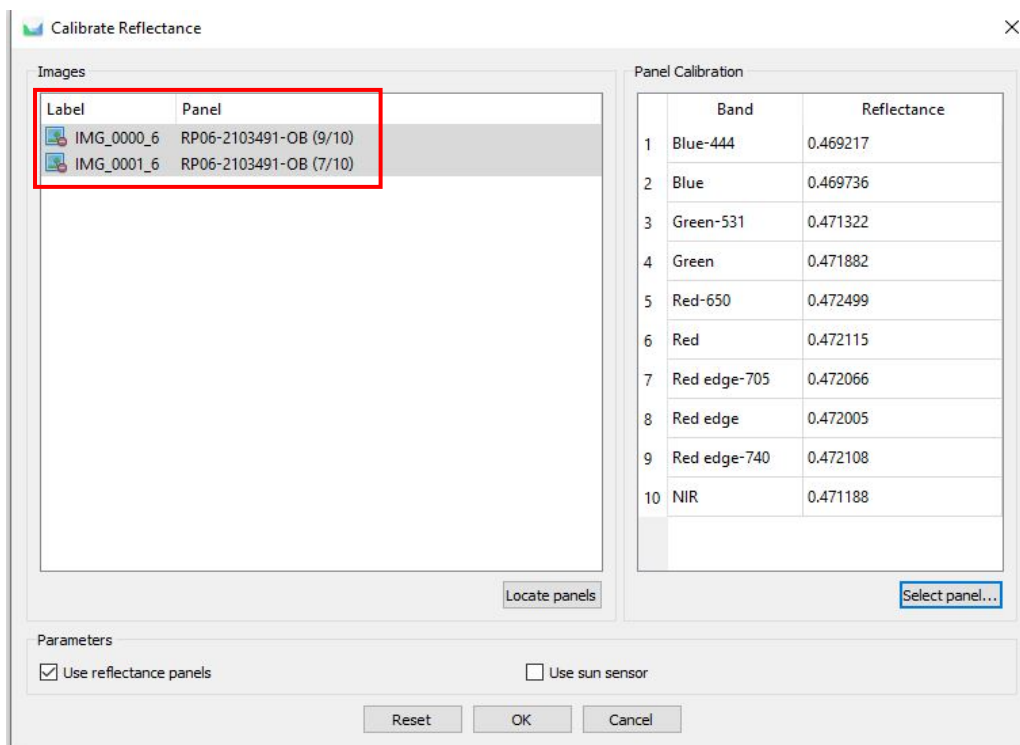 Calibrate Reflectance
Images
Label Panel
IMG_0000_6 RP06-2103491-OB (9/10)
IMG_0001_6 RP06-2103491-OB (7/10)
Locate panels
Panel Calibration
Band Reflectance
1 Blue-444 0.469217
2 Blue 0.469736
3 Green-531 0.471322
4 Green 0.471882
5 Red-650 0.472499
6 Red 0.472115
7 Red edge-705 0.472066
8 Red edge 0.472005
9 Red edge-740 0.472108
10 NIR 0.471188
Select panel...
Parameters
Use reflectance panels Use sun sensor
Reset OK Cancel